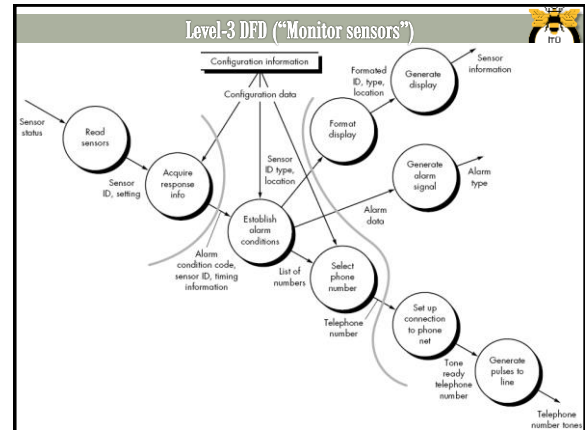 Level-3 DFD (“Monitor sensors”)
İTÜ
Configuration information
Configuration data
Sensor
status
Read
sensors
Sensor
ID, setting
Acquire
response
info
Alarm
condition code,
sensor ID, timing
information
Establish
alarm
conditions
Sensor
ID type,
location
Format
display
Formated
ID, type,
location
Generate
display
Sensor
information
Generate
alarm
signal
Alarm
type
Alarm
data
List of
numbers
Select
phone
number
Telephone
number
Set up
connection
to phone
net
Tone
ready
telephone
number
Generate
pulses to
line
Telephone
number tones